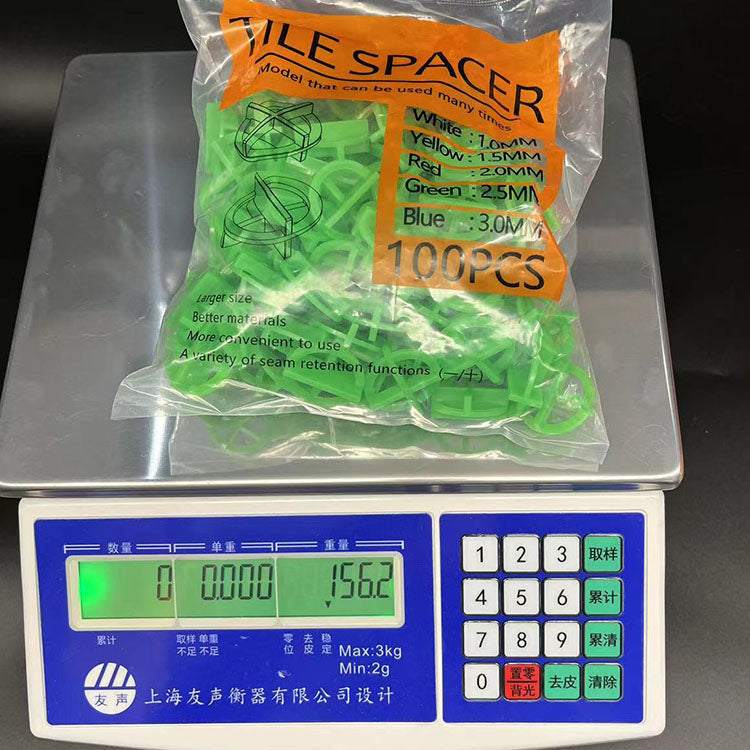 TILE SPACER
Model that can be used many times
White : 1.0MM
Yellow : 1.5MM
Red : 2.0MM
Green : 2.5MM
Blue : 3.0MM
100PCS
Larger size
Better materials
More convenient to use
A variety of seam retention functions (一/十)
数量 单重 重量
0 0.000 156.2
累计 取样 单重 零 去 稳
不足 不足 位 皮 定
Max:3kg
Min:2g
友声
上海友声衡器有限公司设计
1 2 3 取样
4 5 6 累计
7 8 9 累清
0 置零 去皮 清除
背光